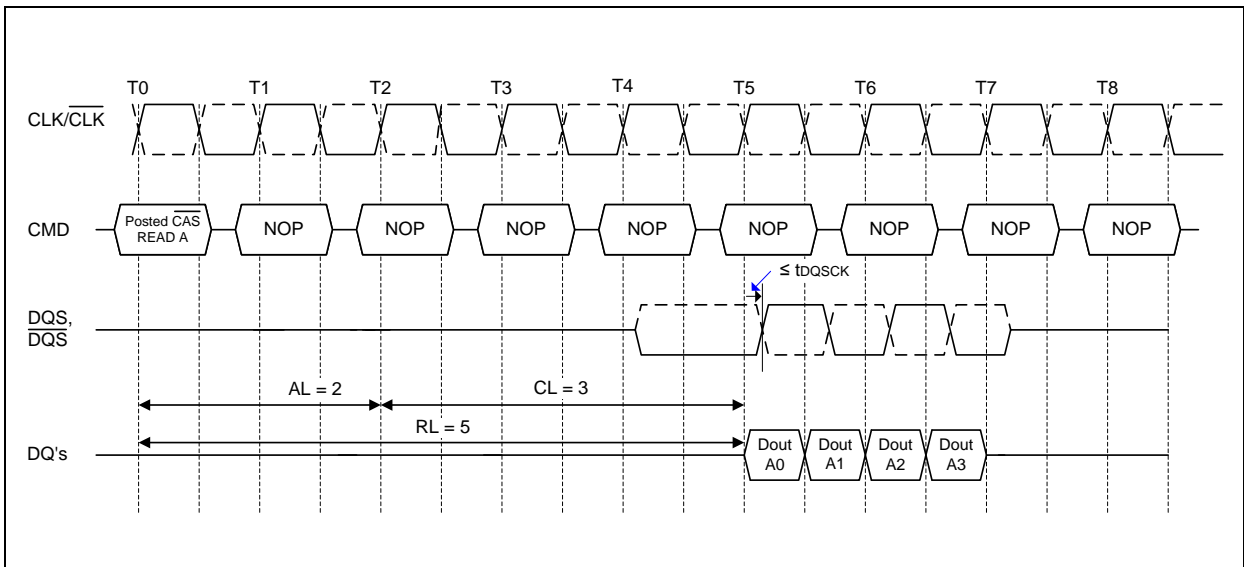 T0 T1 T2 T3 T4 T5 T6 T7 T8
CLK/CLK
CMD
Posted CAS
READ A
NOP NOP NOP NOP NOP NOP NOP NOP
≤ tDQSCK
DQS,
DQS
AL = 2 CL = 3
RL = 5
DQ's
Dout Dout Dout Dout
A0 A1 A2 A3